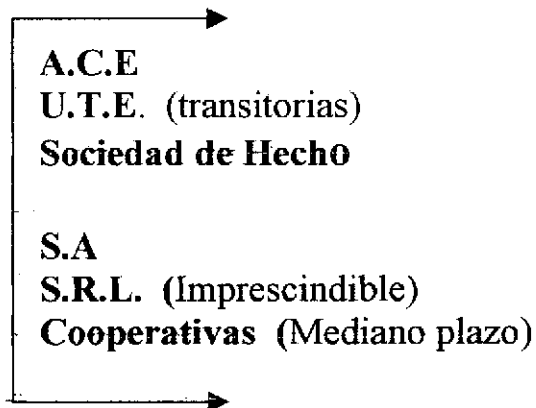 A.C.E
U.T.E. (transitorias)
Sociedad de Hecho
S.A
S.R.L. (Imprescindible)
Cooperativas (Mediano plazo)